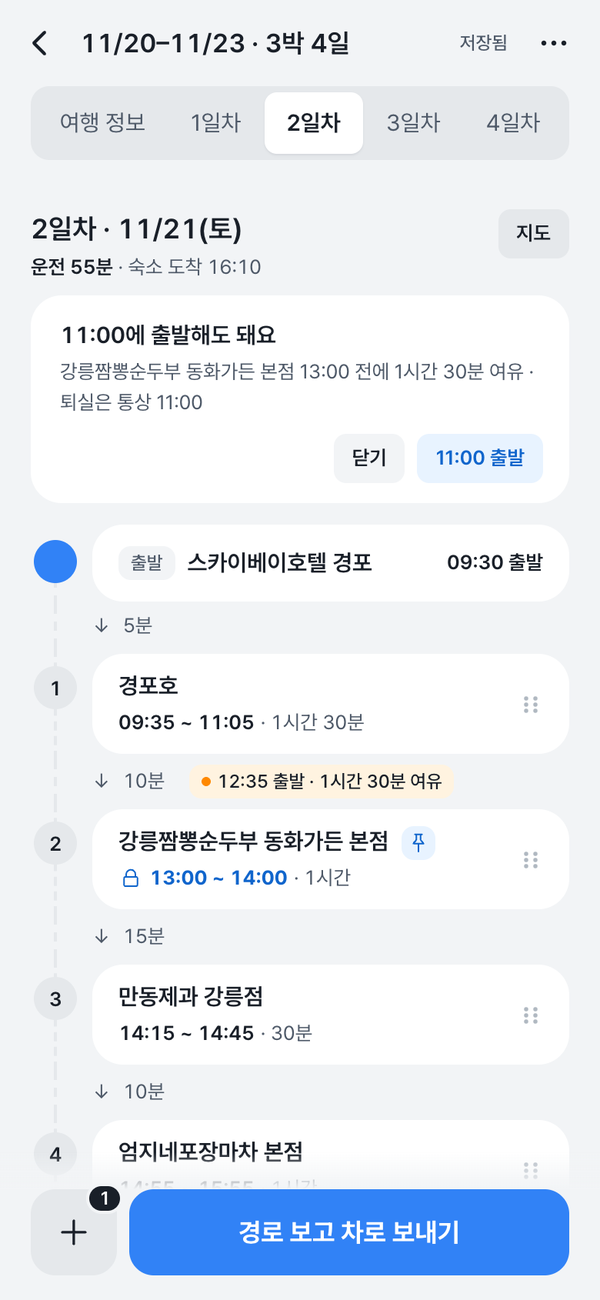 11/20–11/23 · 3박 4일
저장됨
여행 정보
1일차
2일차
3일차
4일차
2일차 · 11/21(토)
지도
운전 55분 · 숙소 도착 16:10
11:00에 출발해도 돼요
강릉짬뽕순두부 동화가든 본점 13:00 전에 1시간 30분 여유 ·
퇴실은 통상 11:00
닫기
11:00 출발
출발 스카이베이호텔 경포 09:30 출발
5분
1
경포호
09:35 ~ 11:05 · 1시간 30분
10분
12:35 출발 · 1시간 30분 여유
2
강릉짬뽕순두부 동화가든 본점
13:00 ~ 14:00 · 1시간
15분
3
만동제과 강릉점
14:15 ~ 14:45 · 30분
10분
4
엄지네포장마차 본점
14:55 ~ 15:55 · 1시간
1
경로 보고 차로 보내기